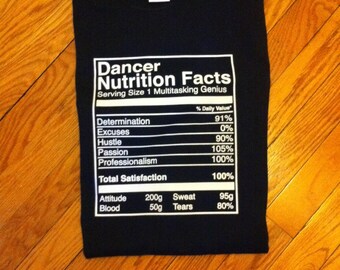 Dancer
Nutrition Facts
Serving Size 1 Multitasking Genius
% Daily Value*
Determination 91%
Excuses 0%
Hustle 90%
Passion 105%
Professionalism 100%
Total Satisfaction 100%
Attitude 200g Sweat 95g
Blood 50g Tears 80%